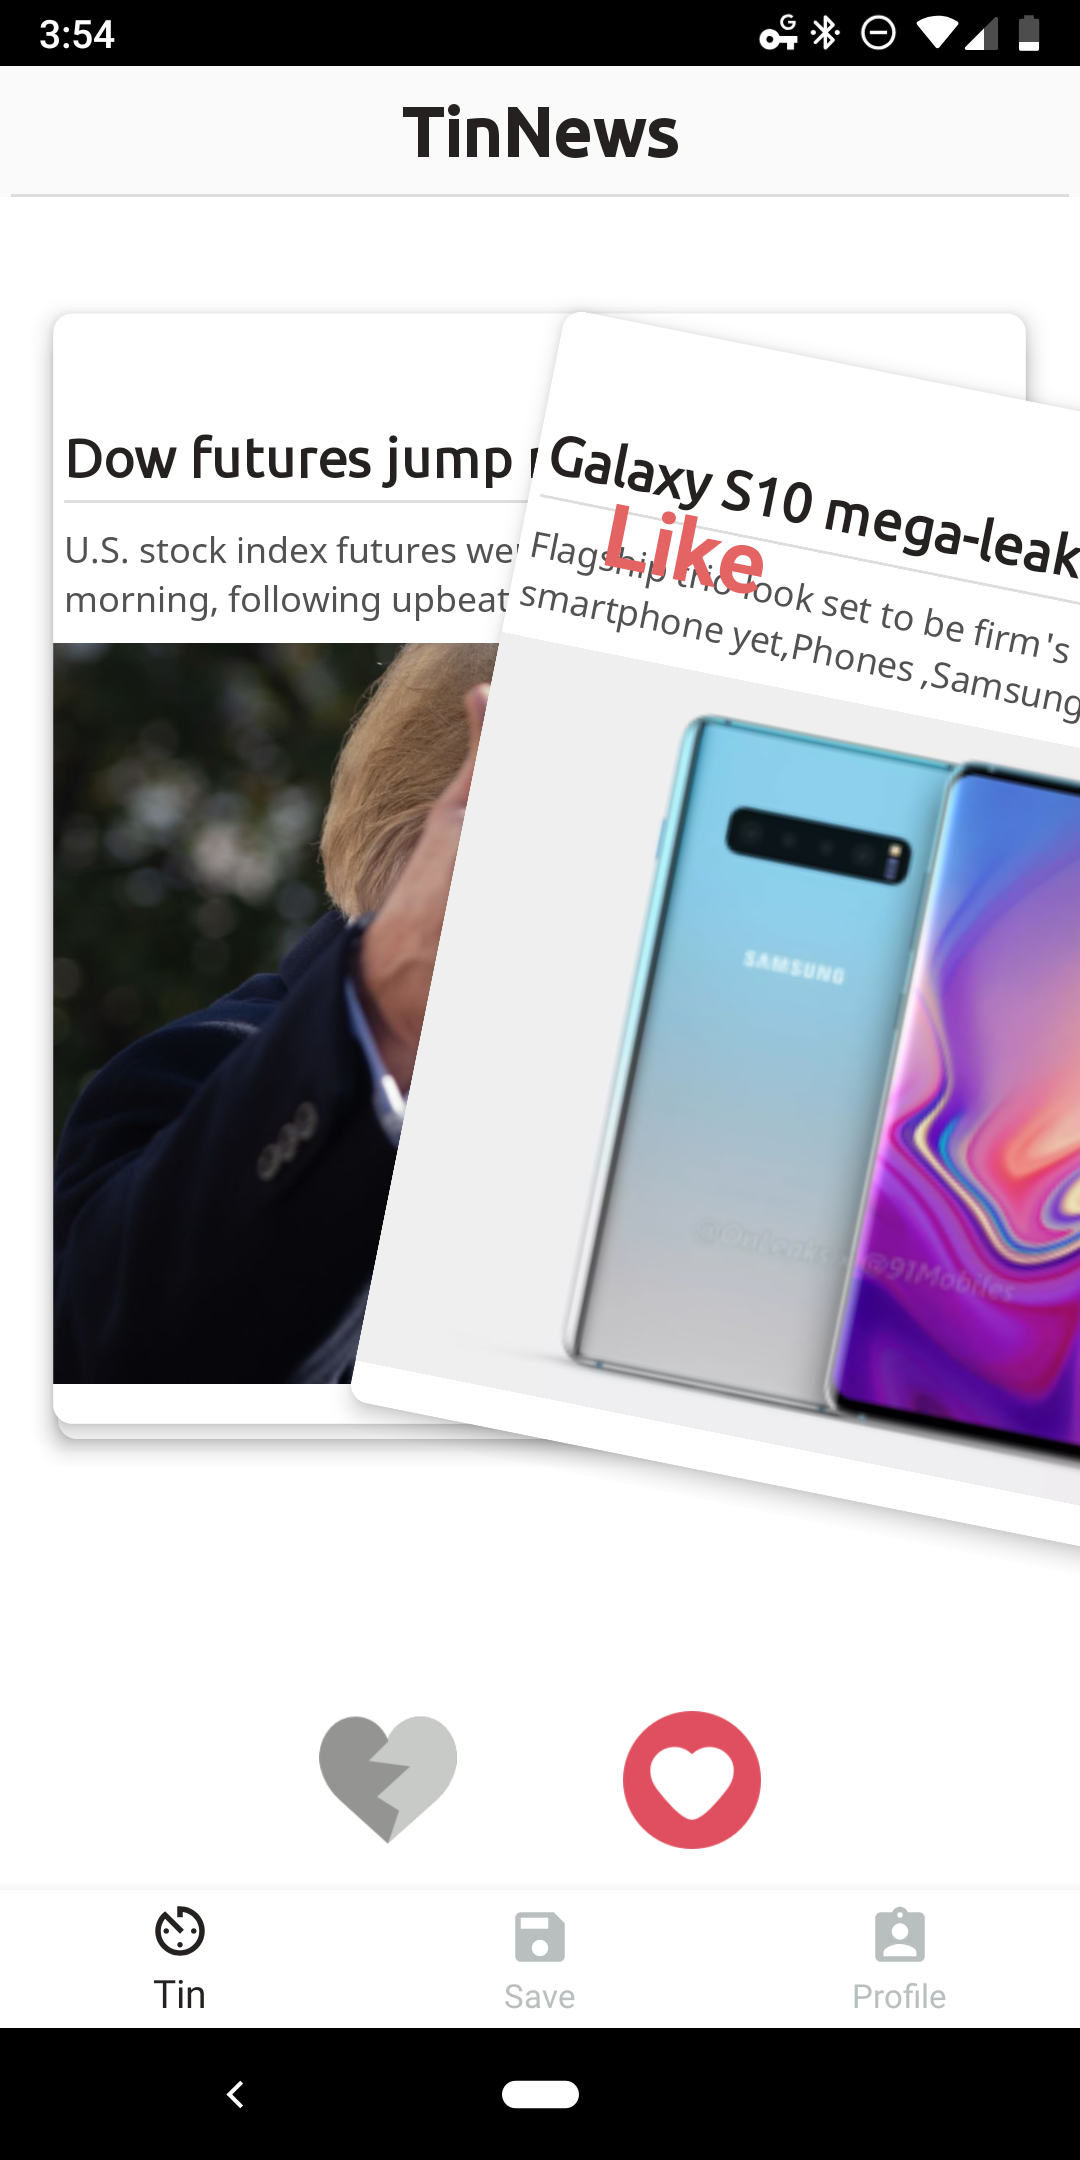 3:54
G
TinNews
Dow futures jump
U.S. stock index futures we
morning, following upbeat
Galaxy S10 mega-leak
Like
Flagship trio look set to be firm's
smartphone yet,Phones ,Samsung
SAMSUNG
@OnLeaks × @91Mobiles
Tin
Save
Profile